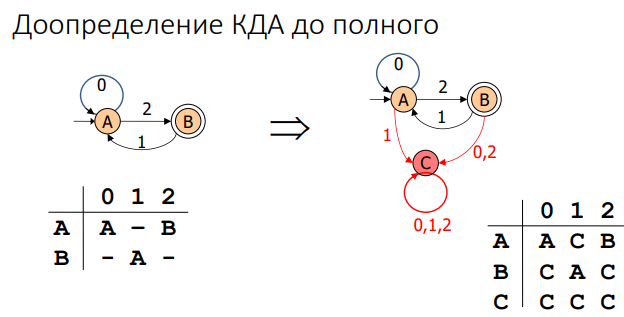 Доопределение КДА до полного
0
A
2
B
1
⇒
0
A
2
B
1
1
0,2
C
0,1,2
0 1 2
A A – B
B - A -
0 1 2
A A C B
B C A C
C C C C